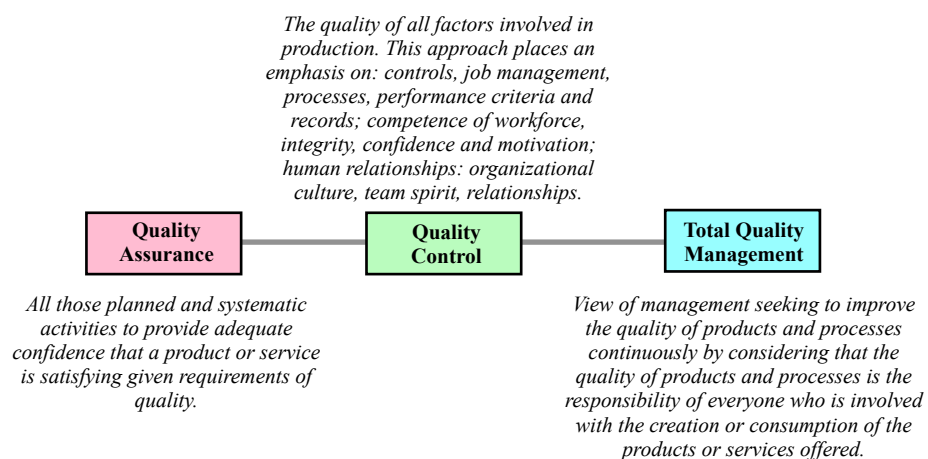 The quality of all factors involved in
production. This approach places an
emphasis on: controls, job management,
processes, performance criteria and
records; competence of workforce,
integrity, confidence and motivation;
human relationships: organizational
culture, team spirit, relationships.
Quality
Assurance
Quality
Control
Total Quality
Management
All those planned and systematic
activities to provide adequate
confidence that a product or service
is satisfying given requirements of
quality.
View of management seeking to improve
the quality of products and processes
continuously by considering that the
quality of products and processes is the
responsibility of everyone who is involved
with the creation or consumption of the
products or services offered.